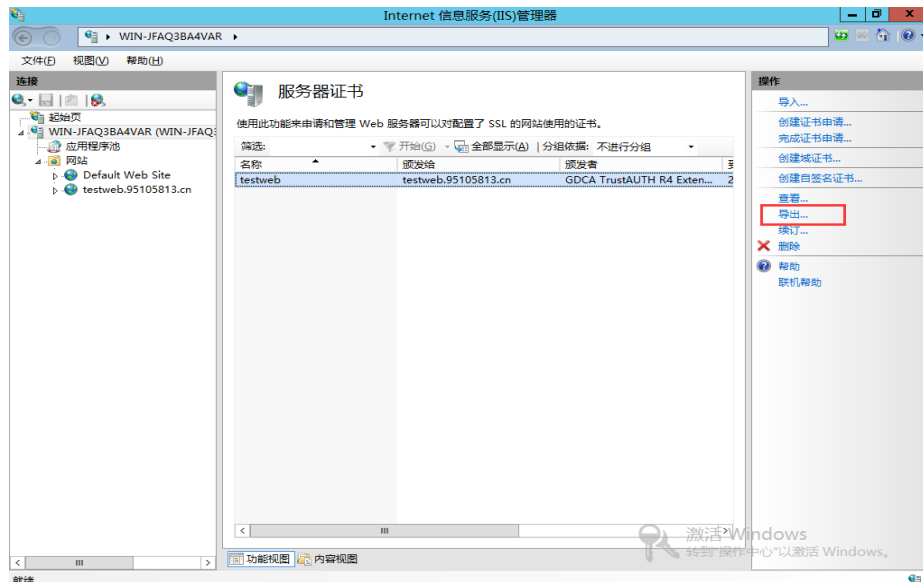 Internet 信息服务(IIS)管理器
WIN-JFAQ3BA4VAR
文件(F) 视图(V) 帮助(H)
连接
起始页
WIN-JFAQ3BA4VAR (WIN-JFAQ3
应用程序池
网站
Default Web Site
testweb.95105813.cn
服务器证书
使用此功能来申请和管理 Web 服务器可以对配置了 SSL 的网站使用的证书。
筛选: 开始(G) 全部显示(A) 分组依据: 不进行分组
名称 颁发给 颁发者 到
testweb testweb.95105813.cn GDCA TrustAUTH R4 Exten... 2
功能视图 内容视图
操作
导入...
创建证书申请...
完成证书申请...
创建域证书...
创建自签名证书...
查看...
导出...
续订...
删除
帮助
联机帮助
激活 Windows
转到"操作中心"以激活 Windows。
就绪